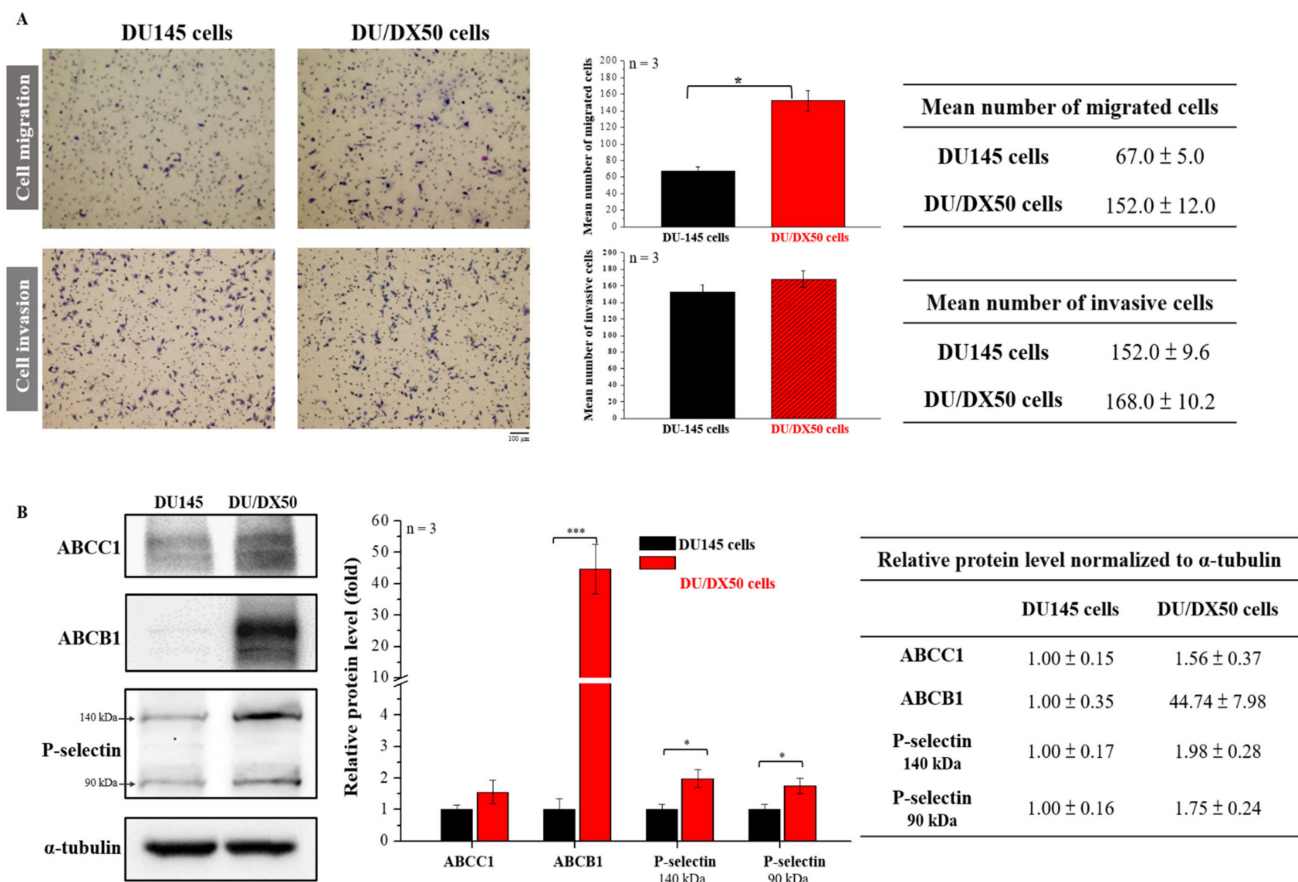 A
DU145 cells
DU/DX50 cells
Cell migration
Cell invasion
100 µm
n = 3
*
Mean number of migrated cells
200
180
160
140
120
100
80
60
40
20
0
DU-145 cells
DU/DX50 cells
n = 3
Mean number of invasive cells
200
180
160
140
120
100
80
60
40
20
0
DU-145 cells
DU/DX50 cells
Mean number of migrated cells
DU145 cells 67.0 ± 5.0
DU/DX50 cells 152.0 ± 12.0
Mean number of invasive cells
DU145 cells 152.0 ± 9.6
DU/DX50 cells 168.0 ± 10.2
B
DU145 DU/DX50
ABCC1
ABCB1
140 kDa
P-selectin
90 kDa
α-tubulin
Relative protein level (fold)
60
55
50
45
40
35
30
25
20
15
10
4
3
2
1
0
n = 3
***
*
*
DU145 cells
DU/DX50 cells
ABCC1
ABCB1
P-selectin
140 kDa
P-selectin
90 kDa
Relative protein level normalized to α-tubulin
DU145 cells DU/DX50 cells
ABCC1 1.00 ± 0.15 1.56 ± 0.37
ABCB1 1.00 ± 0.35 44.74 ± 7.98
P-selectin
140 kDa 1.00 ± 0.17 1.98 ± 0.28
P-selectin
90 kDa 1.00 ± 0.16 1.75 ± 0.24